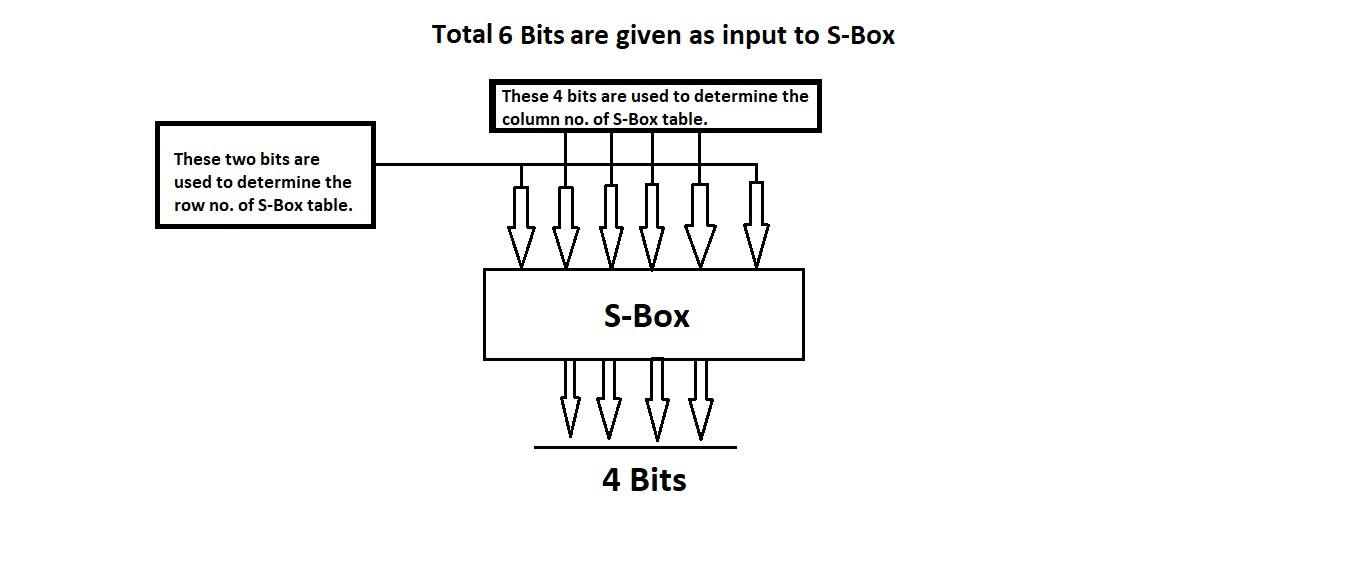 Total 6 Bits are given as input to S-Box
These 4 bits are used to determine the
column no. of S-Box table.
These two bits are
used to determine the
row no. of S-Box table.
S-Box
4 Bits